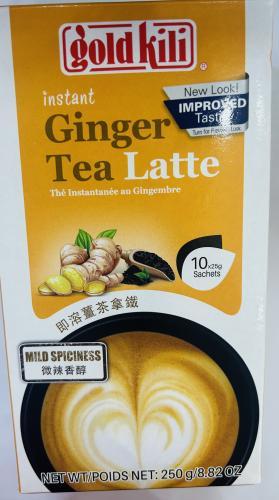 gold kili
®
instant
New Look!
IMPROVED
Taste
Ginger
Tea Latte
Thé Instantanée au Gingembre
10x25g
Sachets
即溶薑茶拿鐵
MILD SPICINESS
微辣香醇
NET WT/POIDS NET: 250 g/8.82 OZ